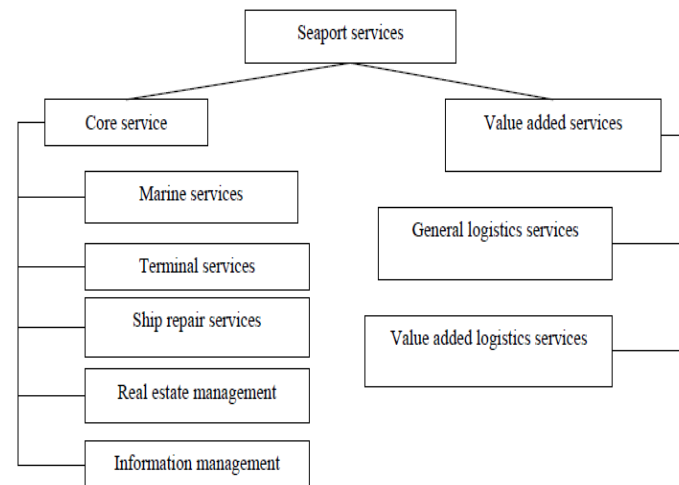 Seaport services
Core service
Value added services
Marine services
General logistics services
Terminal services
Ship repair services
Value added logistics services
Real estate management
Information management